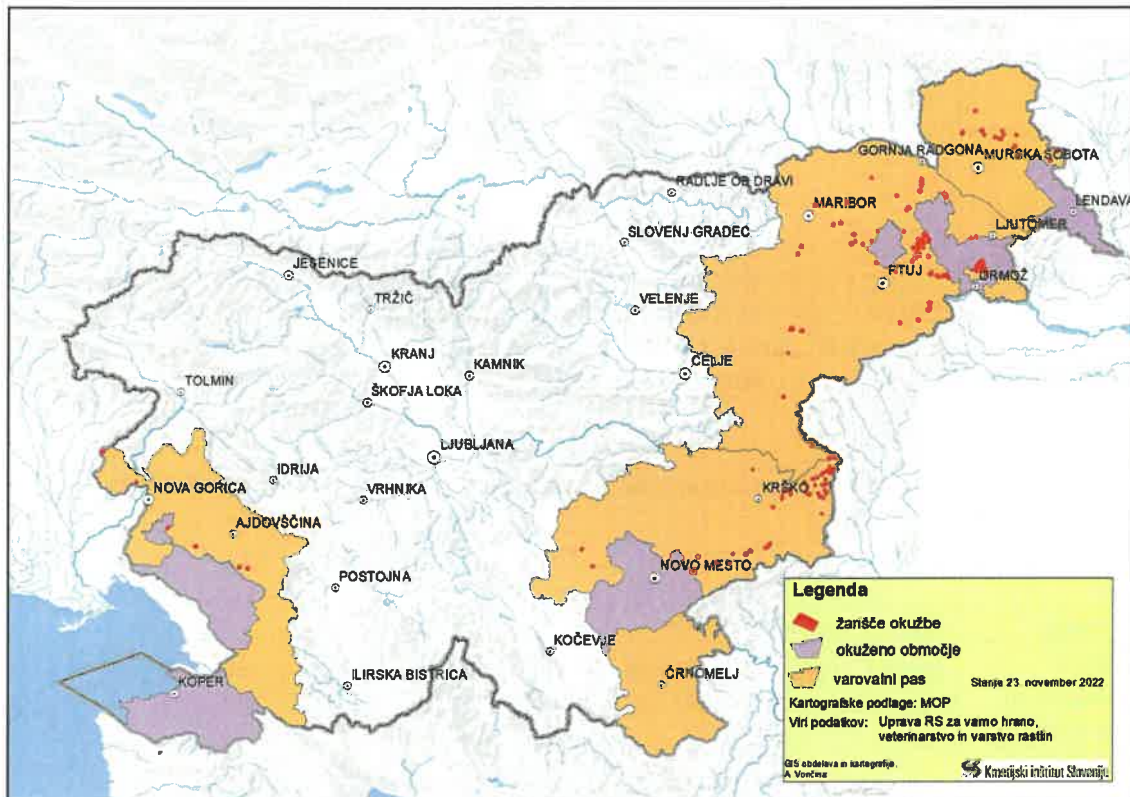 GORNJA RADGONA
MURSKA SOBOTA
RADLJE OB DRAVI
MARIBOR
LENDAVA
LJUTOMER
SLOVENJ GRADEC
JESENICE
PTUJ
ORMOŽ
TRŽIČ
VELENJE
KRANJ
KAMNIK
CELJE
TOLMIN
ŠKOFJA LOKA
LJUBLJANA
IDRIJA
NOVA GORICA
VRHNIKA
KRŠKO
AJDOVŠČINA
NOVO MESTO
POSTOJNA
KOČEVJE
KOPER
ILIRSKA BISTRICA
ČRNOMELJ
Legenda
žarišče okužbe
okuženo območje
varovalni pas
Stanje 23. november 2022
Kartografske podlage: MOP
Viri podatkov: Uprava RS za varno hrano,
veterinarstvo in varstvo rastlin
GIS obdelava in kartografija:
A. Vončina
Kmetijski inštitut Slovenije